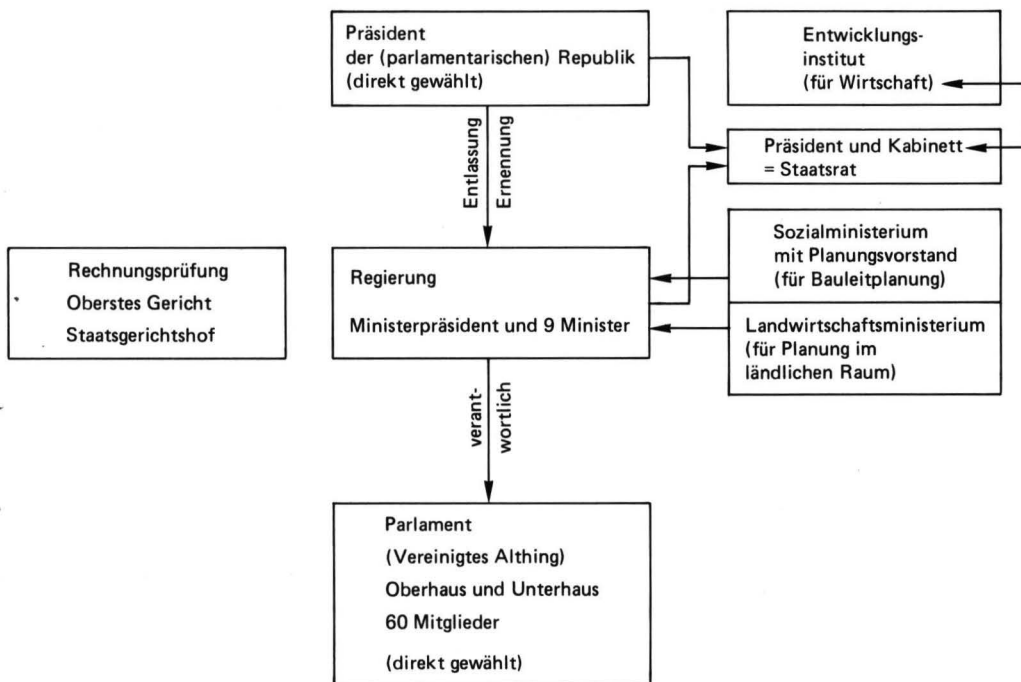 Präsident
der (parlamentarischen) Republik
(direkt gewählt)
Entwicklungs-
institut
(für Wirtschaft)
Präsident und Kabinett
= Staatsrat
Entlassung
Ernennung
Sozialministerium
mit Planungsvorstand
(für Bauleitplanung)
Landwirtschaftsministerium
(für Planung im
ländlichen Raum)
Rechnungsprüfung
Oberstes Gericht
Staatsgerichtshof
Regierung
Ministerpräsident und 9 Minister
verant-
wortlich
Parlament
(Vereinigtes Althing)
Oberhaus und Unterhaus
60 Mitglieder
(direkt gewählt)